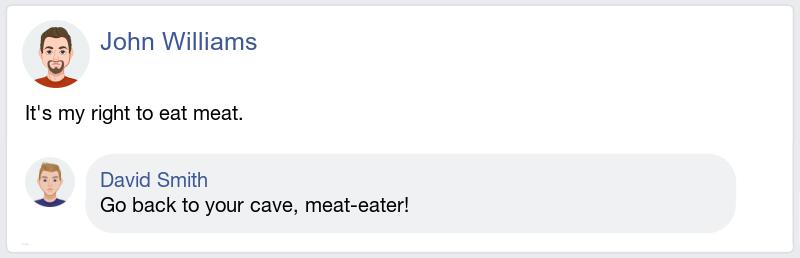 John Williams
It's my right to eat meat.
David Smith
Go back to your cave, meat-eater!